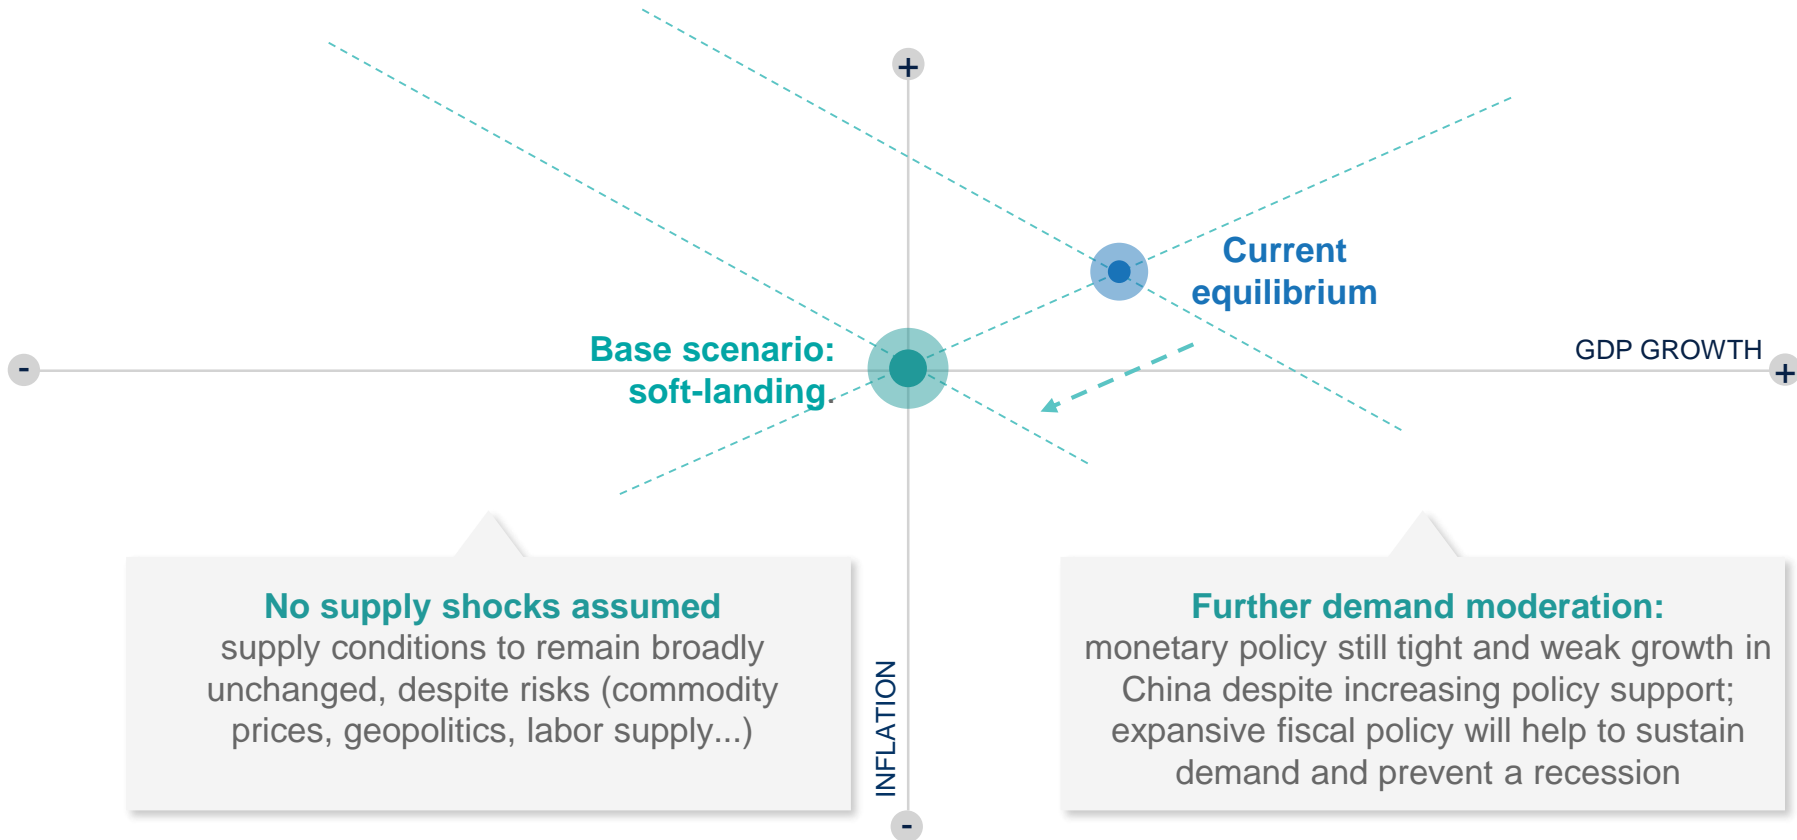 +
Current
equilibrium
Base scenario:
soft-landing.
GDP GROWTH
-
+
No supply shocks assumed
supply conditions to remain broadly
unchanged, despite risks (commodity
prices, geopolitics, labor supply...)
INFLATION
Further demand moderation:
monetary policy still tight and weak growth in
China despite increasing policy support;
expansive fiscal policy will help to sustain
demand and prevent a recession
-